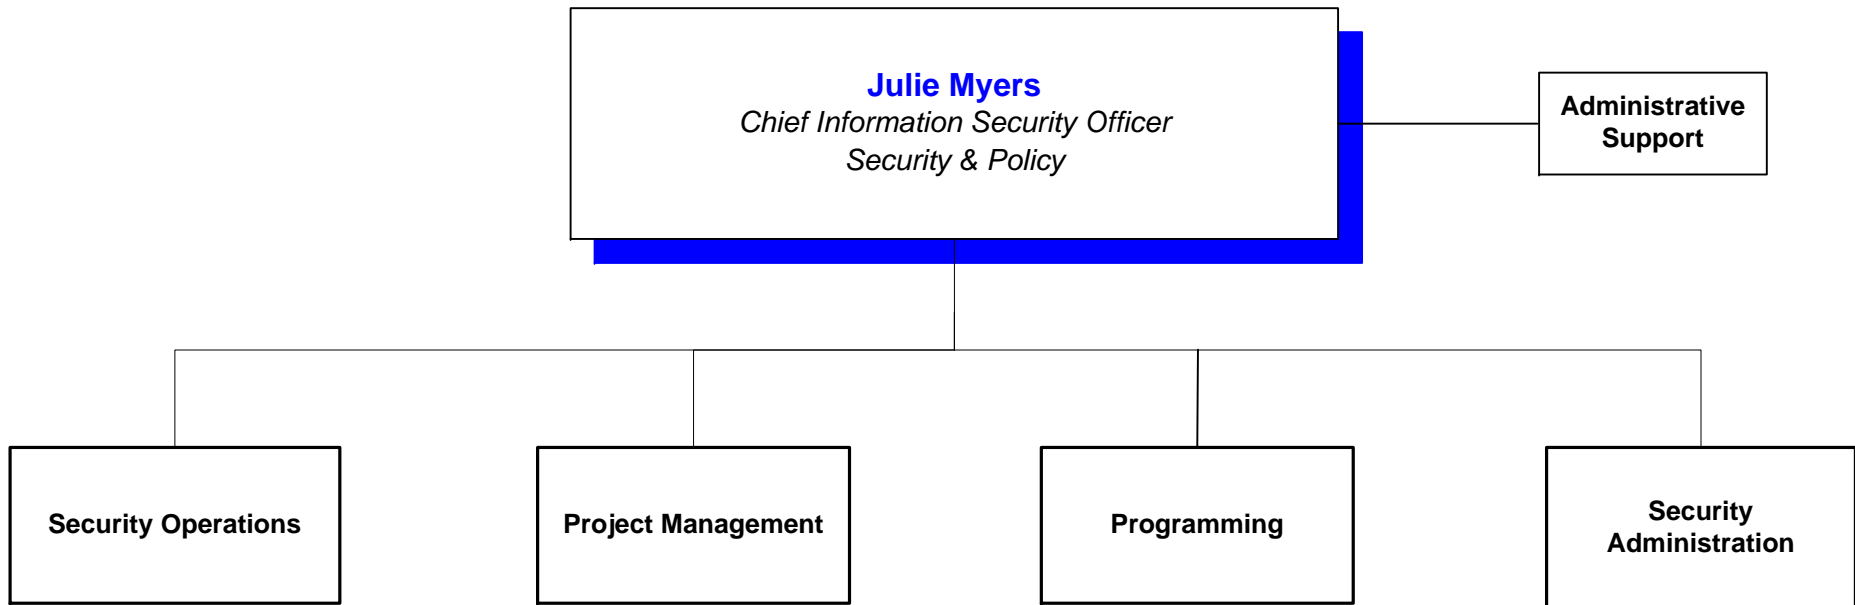 Julie Myers
Chief Information Security Officer
Security & Policy
Administrative
Support
Security Operations
Project Management
Programming
Security
Administration